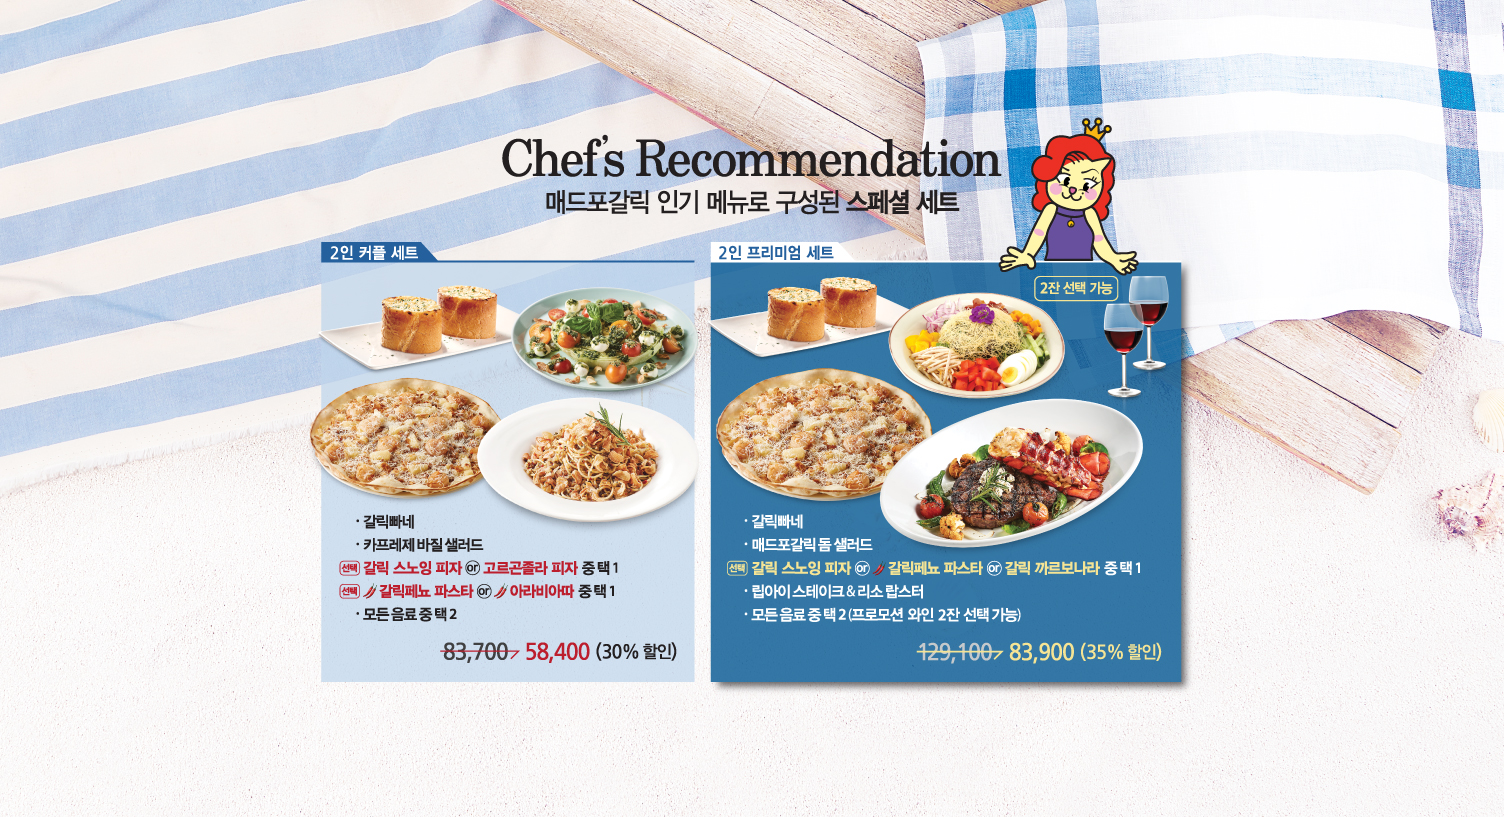 Chef's Recommendation
매드포갈릭 인기 메뉴로 구성된 스페셜 세트
2인 커플 세트
· 갈릭빠네
· 카프레제 바질 샐러드
선택 갈릭 스노잉 피자 or 고르곤졸라 피자 중 택 1
선택 갈릭페뇨 파스타 or 아라비아따 중 택 1
· 모든 음료 중 택 2
83,700 58,400 (30% 할인)
2인 프리미엄 세트
2잔 선택 가능
· 갈릭빠네
· 매드포갈릭 돔 샐러드
선택 갈릭 스노잉 피자 or 갈릭페뇨 파스타 or 갈릭 까르보나라 중 택 1
· 립아이 스테이크 & 리소 랍스터
· 모든 음료 중 택 2 (프로모션 와인 2잔 선택 가능)
129,100 83,900 (35% 할인)